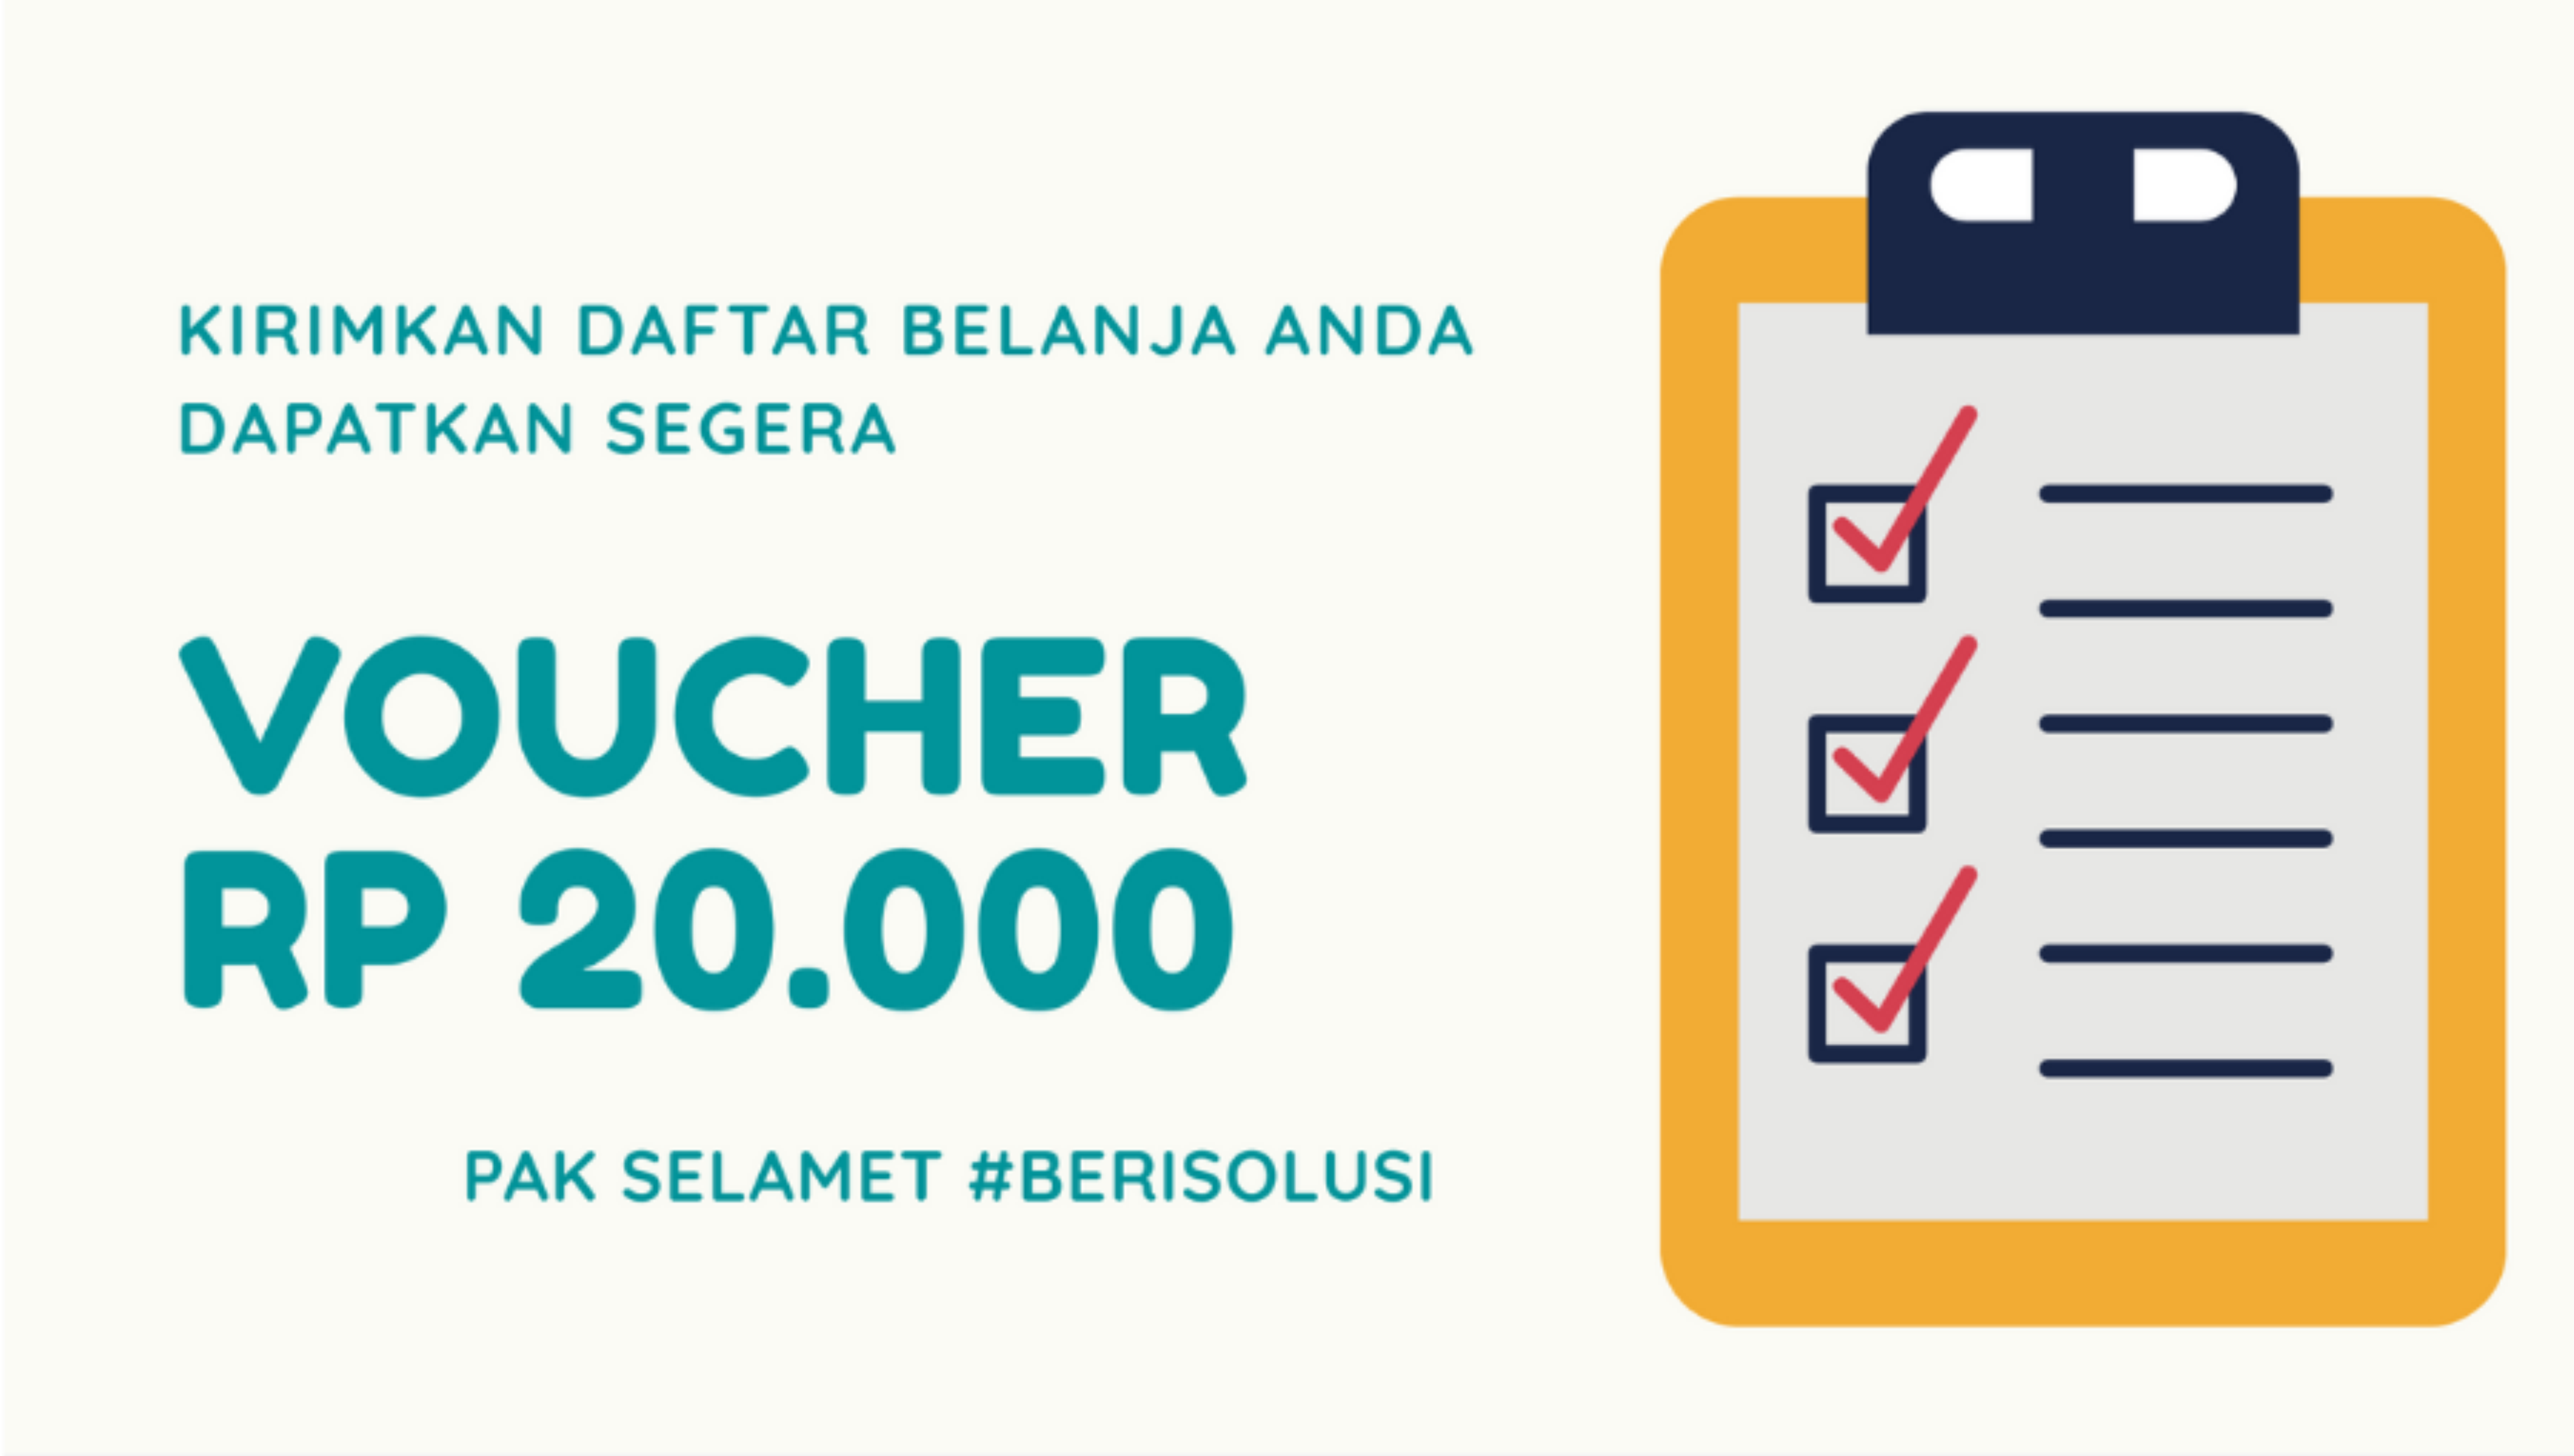 KIRIMKAN DAFTAR BELANJA ANDA
DAPATKAN SEGERA
VOUCHER
RP 20.000
PAK SELAMET #BERISOLUSI